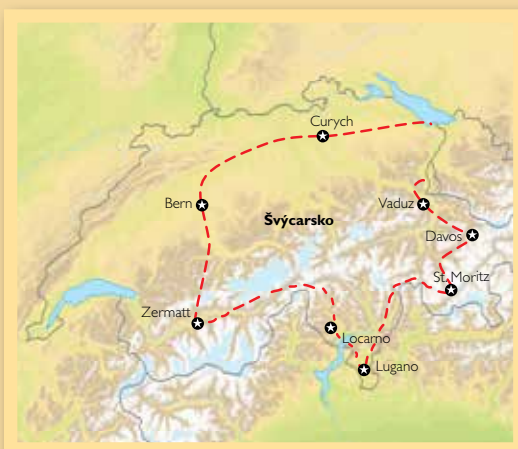 Curych
Bern
Vaduz
Švýcarsko
Davos
St. Moritz
Zermatt
Locarno
Lugano